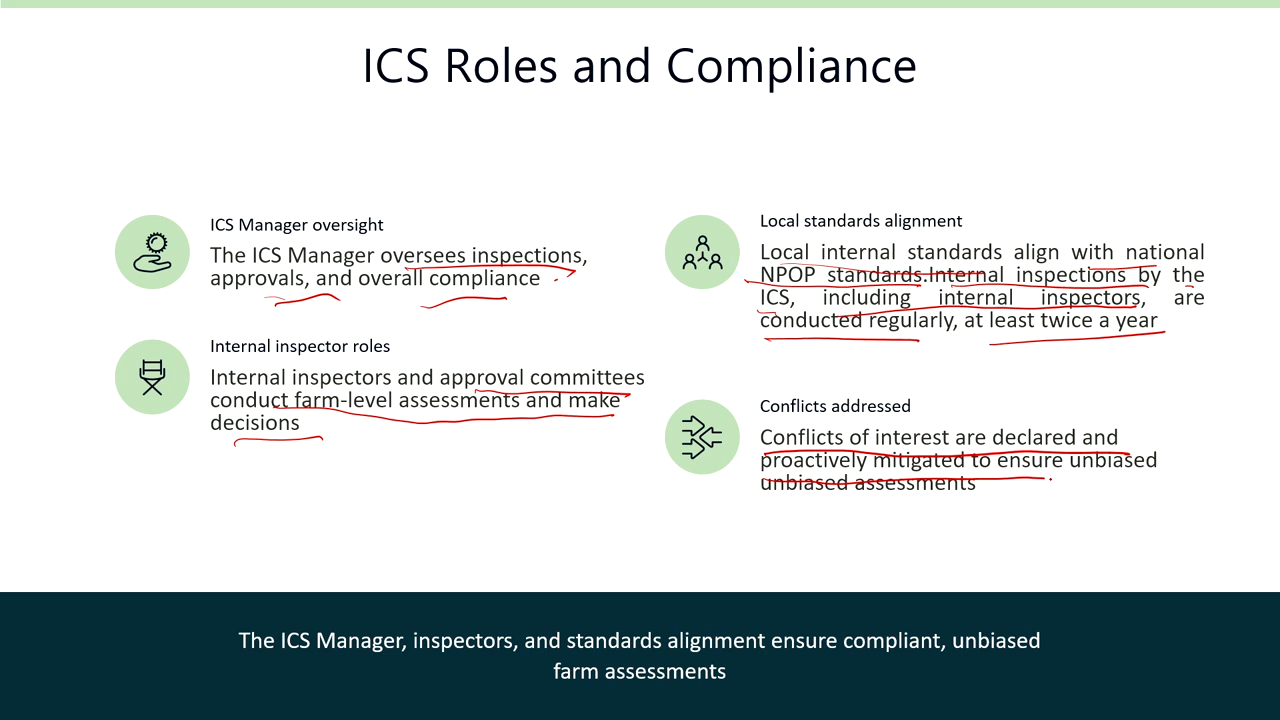 ICS Roles and Compliance
ICS Manager oversight
The ICS Manager oversees inspections,
approvals, and overall compliance
Internal inspector roles
Internal inspectors and approval committees
conduct farm-level assessments and make
decisions
Local standards alignment
Local internal standards align with national
NPOP standards.Internal inspections by the
ICS, including internal inspectors, are
conducted regularly, at least twice a year
Conflicts addressed
Conflicts of interest are declared and
proactively mitigated to ensure unbiased
unbiased assessments
The ICS Manager, inspectors, and standards alignment ensure compliant, unbiased
farm assessments